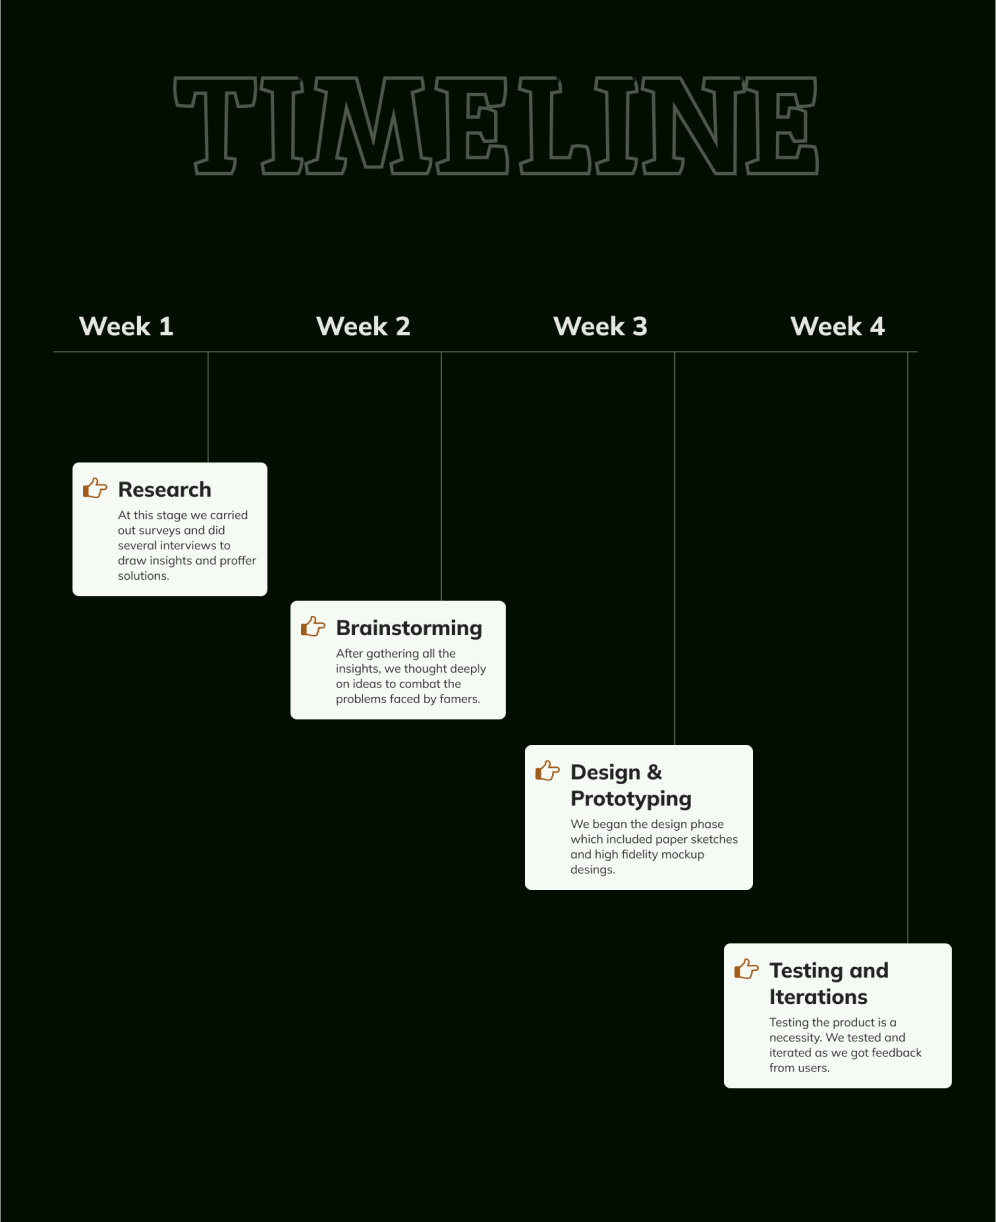 TIMELINE
Week 1
Week 2
Week 3
Week 4
Research
At this stage we carried
out surveys and did
several interviews to
draw insights and proffer
solutions.
Brainstorming
After gathering all the
insights, we thought deeply
on ideas to combat the
problems faced by famers.
Design &
Prototyping
We began the design phase
which included paper sketches
and high fidelity mockup
desings.
Testing and
Iterations
Testing the product is a
necessity. We tested and
iterated as we got feedback
from users.